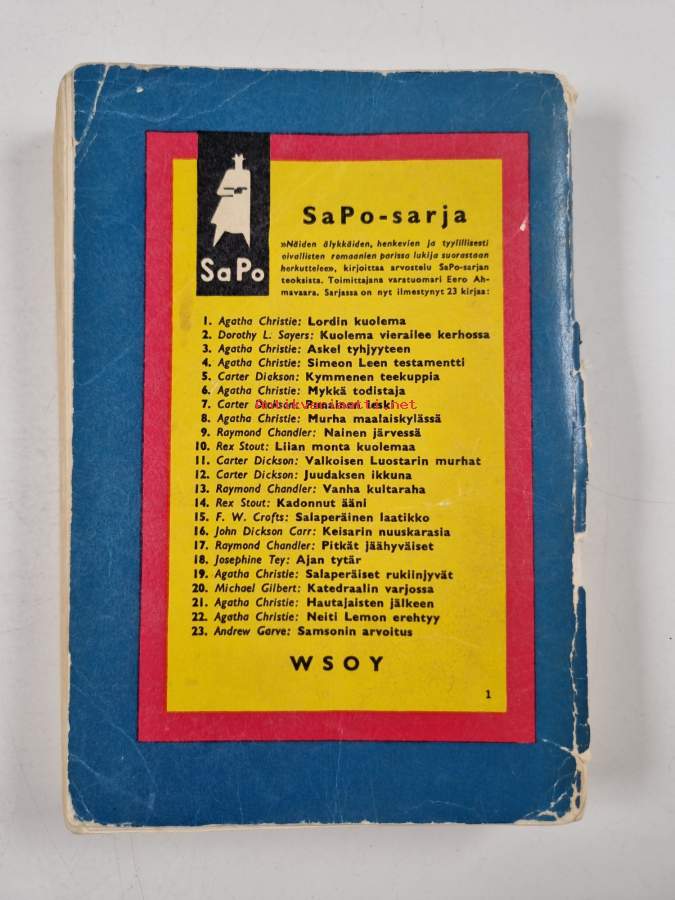 SaPo
SaPo-sarja
»Näiden älykkäiden, henkevien ja tyylillisesti
oivallisten romaanien parissa lukija suorastaan
herkuttelee», kirjoittaa arvostelu SaPo-sarjan
teoksista. Toimittajana varatuomari Eero Ah-
mavaara. Sarjassa on nyt ilmestynyt 23 kirjaa:
1. Agatha Christie: Lordin kuolema
2. Dorothy L. Sayers: Kuolema vierailee kerhossa
3. Agatha Christie: Askel tyhjyyteen
4. Agatha Christie: Simeon Leen testamentti
5. Carter Dickson: Kymmenen teekuppia
6. Agatha Christie: Mykkä todistaja
7. Carter Dickson: Punainen leski
Antikvariaatti.net
8. Agatha Christie: Murha maalaiskylässä
9. Raymond Chandler: Nainen järvessä
10. Rex Stout: Liian monta kuolemaa
11. Carter Dickson: Valkoisen Luostarin murhat
12. Carter Dickson: Juudaksen ikkuna
13. Raymond Chandler: Vanha kultaraha
14. Rex Stout: Kadonnut ääni
15. F. W. Crofts: Salaperäinen laatikko
16. John Dickson Carr: Keisarin nuuskarasia
17. Raymond Chandler: Pitkät jäähyväiset
18. Josephine Tey: Ajan tytär
19. Agatha Christie: Salaperäiset rukiinjyvät
20. Michael Gilbert: Katedraalin varjossa
21. Agatha Christie: Hautajaisten jälkeen
22. Agatha Christie: Neiti Lemon erehtyy
23. Andrew Garve: Samsonin arvoitus
WSOY
1